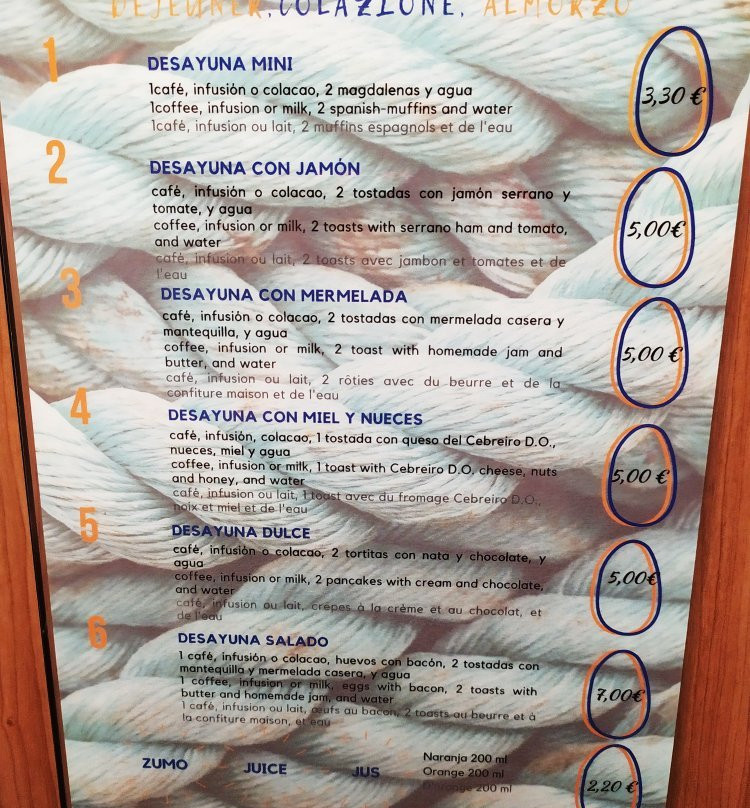 DEJEUNER, COLAZIONE, ALMORZO
1
DESAYUNA MINI
1café, infusión o colacao, 2 magdalenas y agua
1coffee, infusion or milk, 2 spanish-muffins and water
1café, infusion ou lait, 2 muffins espagnols et de l'eau
3,30 €
2
DESAYUNA CON JAMÓN
café, infusión o colacao, 2 tostadas con jamón serrano y
tomate, y agua
coffee, infusion or milk, 2 toasts with serrano ham and tomato,
and water
café, infusion ou lait, 2 toasts avec jambon et tomates et de
l'eau
5,00€
3
DESAYUNA CON MERMELADA
café, infusión o colacao, 2 tostadas con mermelada casera y
mantequilla, y agua
coffee, infusion or milk, 2 toast with homemade jam and
butter, and water
café, infusion ou lait, 2 rôties avec du beurre et de la
confiture maison et de l'eau
5,00 €
4
DESAYUNA CON MIEL Y NUECES
café, infusión, colacao, 1 tostada con queso del Cebreiro D.O.,
nueces, miel y agua
coffee, infusion or milk, 1 toast with Cebreiro D.O. cheese, nuts
and honey, and water
café, infusion ou lait, 1 toast avec du fromage Cebreiro D.O.,
noix et miel et de l'eau
5,00 €
5
DESAYUNA DULCE
café, infusión o colacao, 2 tortitas con nata y chocolate, y
agua
coffee, infusion or milk, 2 pancakes with cream and chocolate,
and water
café, infusion ou lait, crêpes à la crème et au chocolat, et
de l'eau
5,00€
6
DESAYUNA SALADO
1 café, infusión o colacao, huevos con bacón, 2 tostadas con
mantequilla y mermelada casera, y agua
1 coffee, infusion or milk, eggs with bacon, 2 toasts with
butter and homemade jam, and water
1 café, infusion ou lait, œufs au bacon, 2 toasts au beurre et à
la confiture maison, et eau
7,00€
ZUMO JUICE JUS
Naranja 200 ml
Orange 200 ml
Orange 200 ml
2,20 €